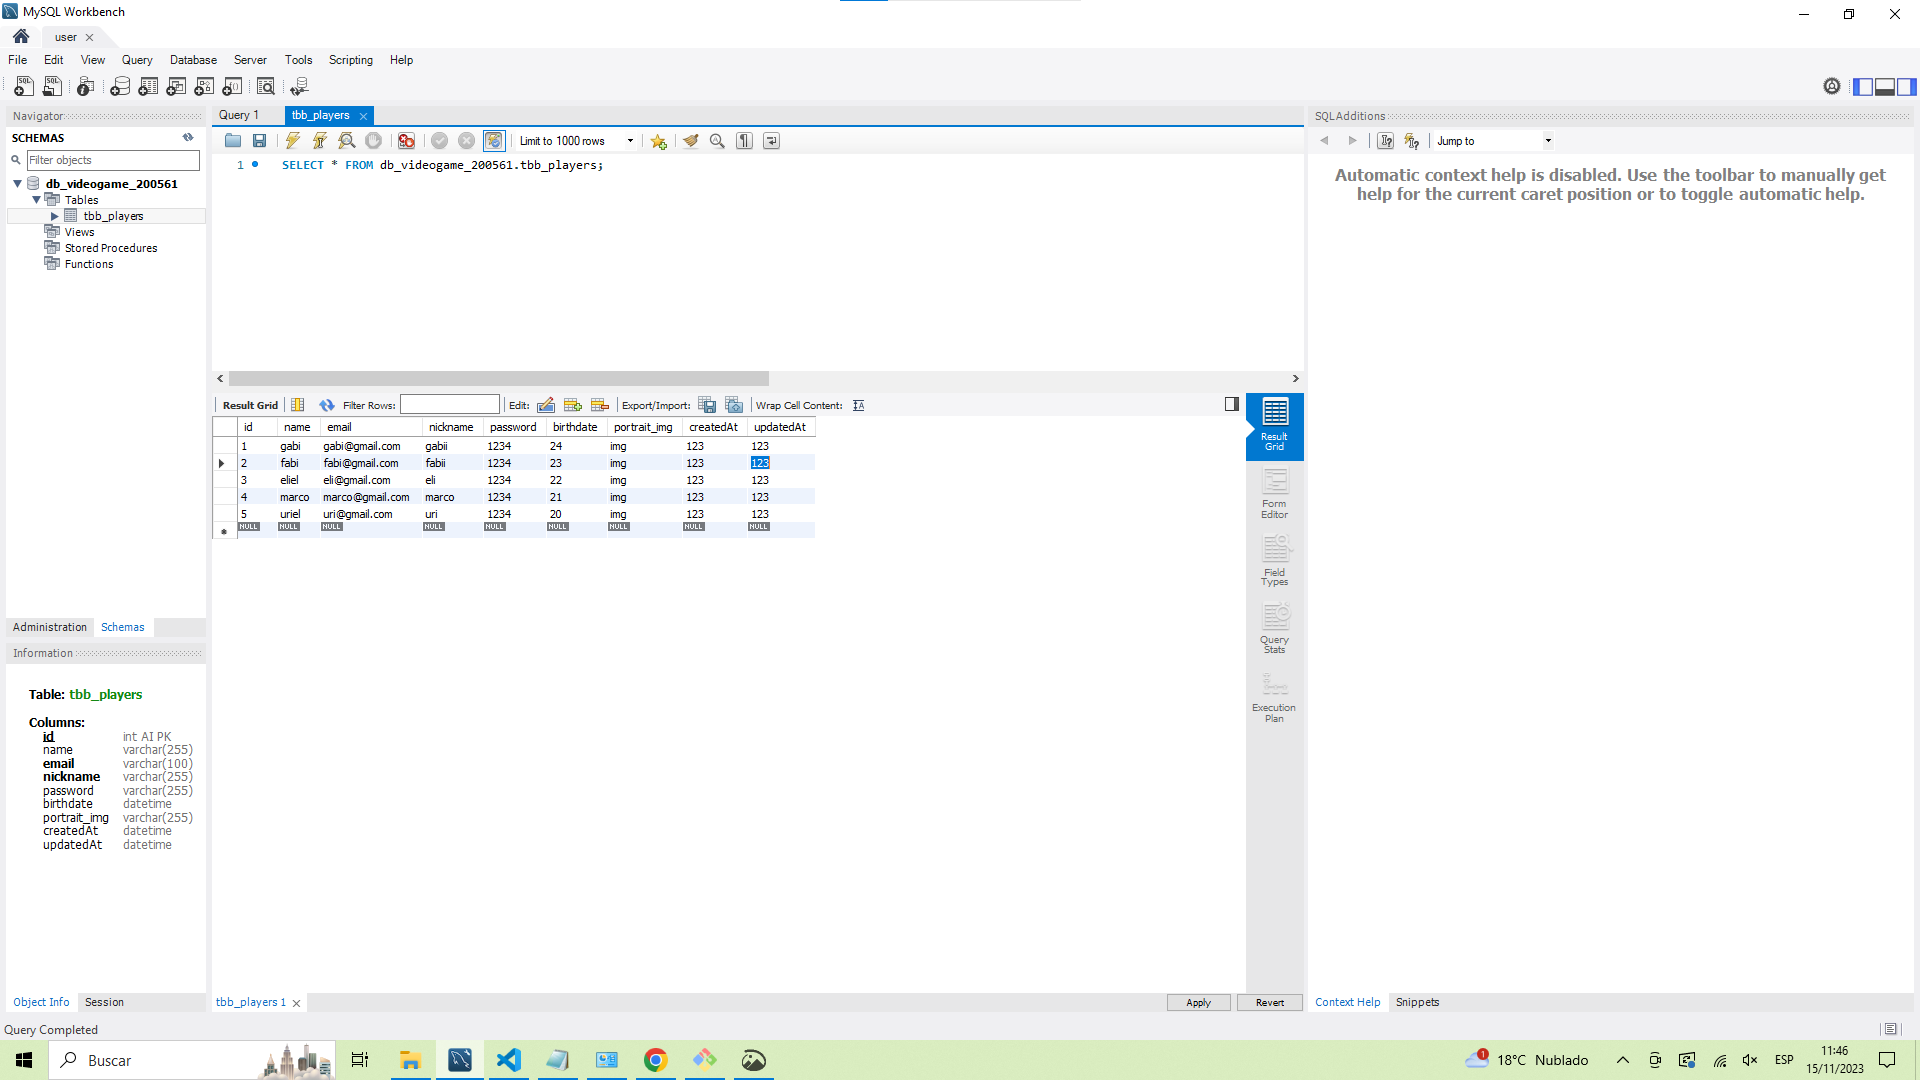 MySQL Workbench
user
File Edit View Query Database Server Tools Scripting Help
Navigator
SCHEMAS
Filter objects
db_videogame_200561
Tables
tbb_players
Views
Stored Procedures
Functions
Administration Schemas
Information
Table: tbb_players
Columns:
id int AI PK
name varchar(255)
email varchar(100)
nickname varchar(255)
password varchar(255)
birthdate datetime
portrait_img varchar(255)
createdAt datetime
updatedAt datetime
Object Info Session
Query 1 tbb_players
Limit to 1000 rows
1 SELECT * FROM db_videogame_200561.tbb_players;
Result Grid Filter Rows: Edit: Export/Import: Wrap Cell Content:
id name email nickname password birthdate portrait_img createdAt updatedAt
1 gabi gabi@gmail.com gabii 1234 24 img 123 123
2 fabi fabi@gmail.com fabii 1234 23 img 123 123
3 eliel eli@gmail.com eli 1234 22 img 123 123
4 marco marco@gmail.com marco 1234 21 img 123 123
5 uriel uri@gmail.com uri 1234 20 img 123 123
NULL NULL NULL NULL NULL NULL NULL NULL NULL
Result
Grid
Form
Editor
Field
Types
Query
Stats
Execution
Plan
tbb_players 1
Apply Revert
SQLAdditions
Jump to
Automatic context help is disabled. Use the toolbar to manually get
help for the current caret position or to toggle automatic help.
Context Help Snippets
Query Completed
Buscar
1
18°C Nublado
ESP
11:46
15/11/2023